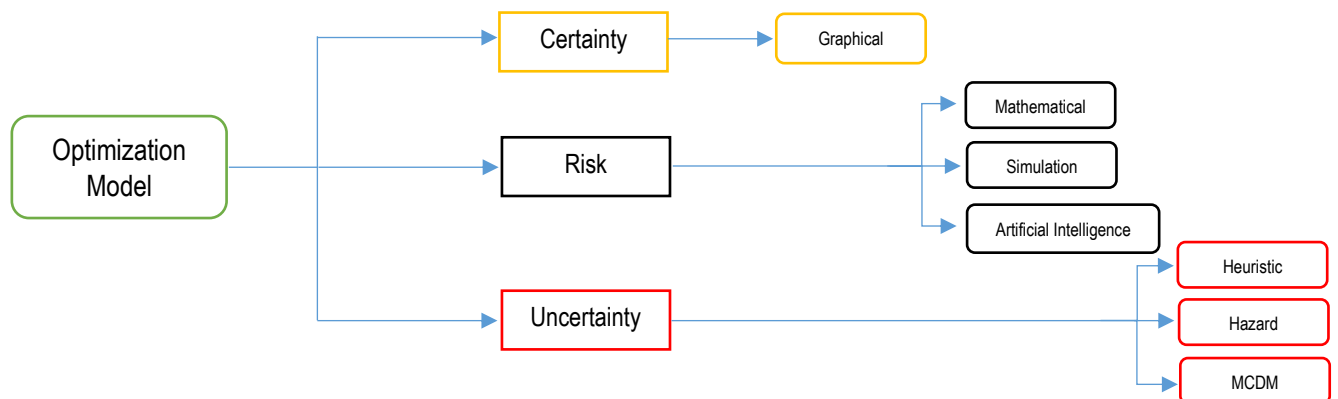 Optimization
Model
Certainty
Graphical
Risk
Mathematical
Simulation
Artificial Intelligence
Uncertainty
Heuristic
Hazard
MCDM